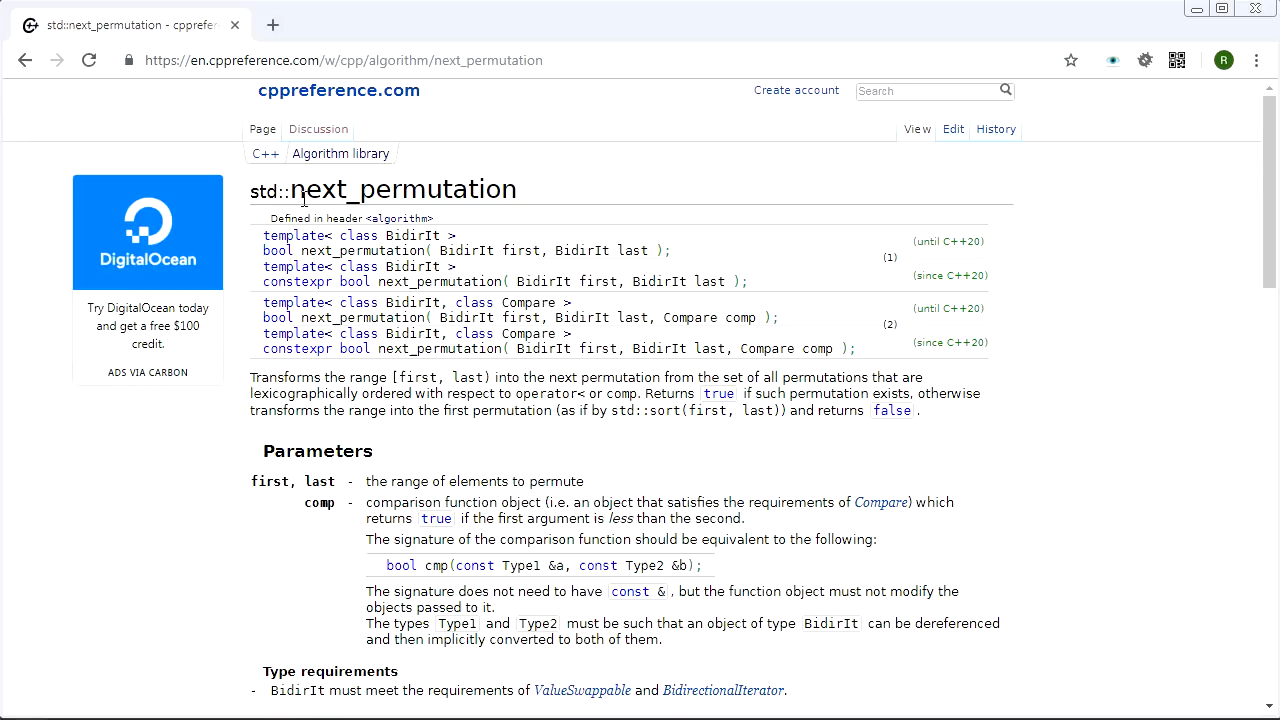 std::next_permutation - cppreference
https://en.cppreference.com/w/cpp/algorithm/next_permutation
R
cppreference.com
Create account
Search
Page
Discussion
View
Edit
History
C++
Algorithm library
std::next_permutation
Defined in header <algorithm>
template< class BidirIt >
bool next_permutation( BidirIt first, BidirIt last );
(until C++20)
(1)
template< class BidirIt >
constexpr bool next_permutation( BidirIt first, BidirIt last );
(since C++20)
template< class BidirIt, class Compare >
bool next_permutation( BidirIt first, BidirIt last, Compare comp );
(until C++20)
(2)
template< class BidirIt, class Compare >
constexpr bool next_permutation( BidirIt first, BidirIt last, Compare comp );
(since C++20)
DigitalOcean
Try DigitalOcean today
and get a free $100
credit.
ADS VIA CARBON
Transforms the range [first, last) into the next permutation from the set of all permutations that are
lexicographically ordered with respect to operator< or comp. Returns true if such permutation exists, otherwise
transforms the range into the first permutation (as if by std::sort(first, last)) and returns false.
Parameters
first, last - the range of elements to permute
comp - comparison function object (i.e. an object that satisfies the requirements of Compare) which
returns true if the first argument is less than the second.
The signature of the comparison function should be equivalent to the following:
bool cmp(const Type1 &a, const Type2 &b);
The signature does not need to have const &, but the function object must not modify the
objects passed to it.
The types Type1 and Type2 must be such that an object of type BidirIt can be dereferenced
and then implicitly converted to both of them.
Type requirements
- BidirIt must meet the requirements of ValueSwappable and BidirectionalIterator.